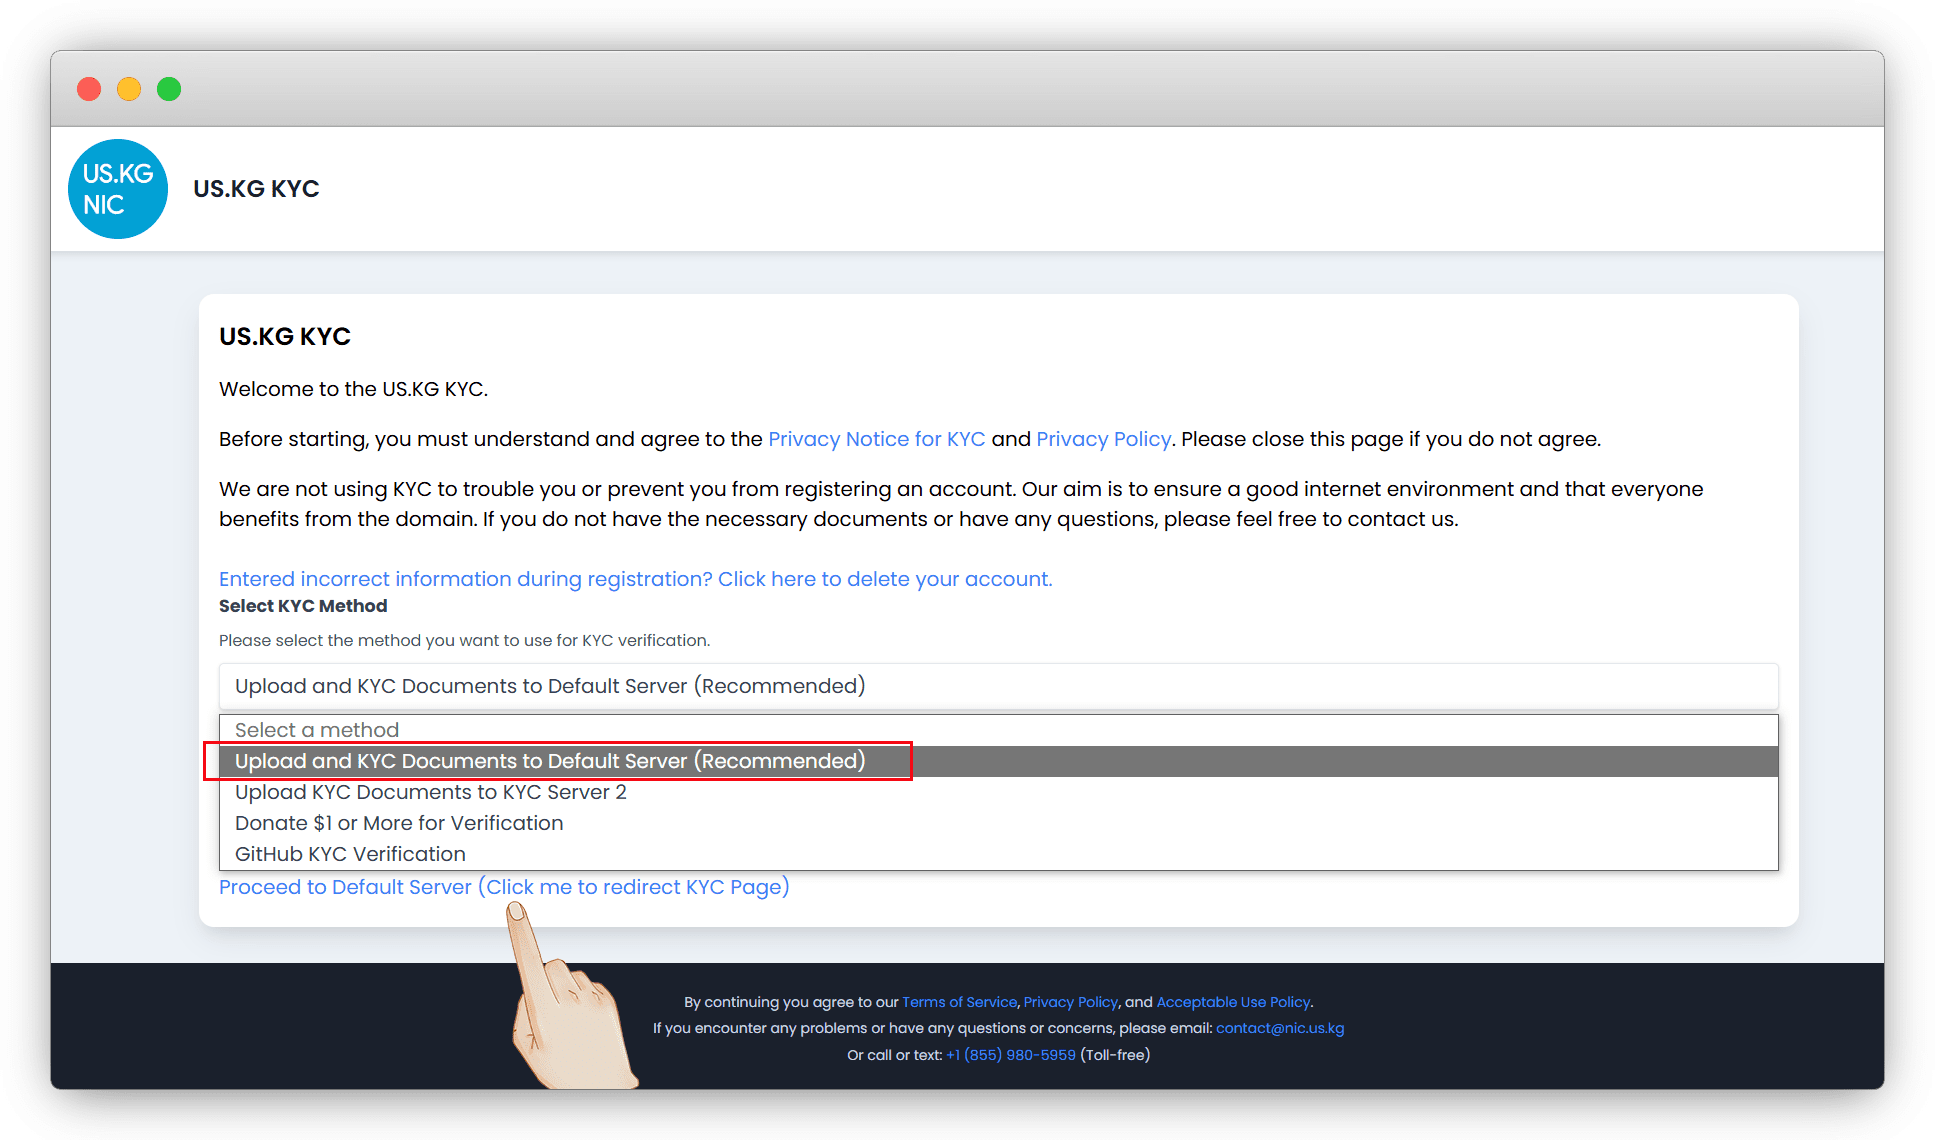 US.KG
NIC
US.KG KYC
US.KG KYC
Welcome to the US.KG KYC.
Before starting, you must understand and agree to the Privacy Notice for KYC and Privacy Policy. Please close this page if you do not agree.
We are not using KYC to trouble you or prevent you from registering an account. Our aim is to ensure a good internet environment and that everyone
benefits from the domain. If you do not have the necessary documents or have any questions, please feel free to contact us.
Entered incorrect information during registration? Click here to delete your account.
Select KYC Method
Please select the method you want to use for KYC verification.
Upload and KYC Documents to Default Server (Recommended)
Select a method
Upload and KYC Documents to Default Server (Recommended)
Upload KYC Documents to KYC Server 2
Donate $1 or More for Verification
GitHub KYC Verification
Proceed to Default Server (Click me to redirect KYC Page)
By continuing you agree to our Terms of Service, Privacy Policy, and Acceptable Use Policy.
If you encounter any problems or have any questions or concerns, please email: contact@nic.us.kg
Or call or text: +1 (855) 980-5959 (Toll-free)